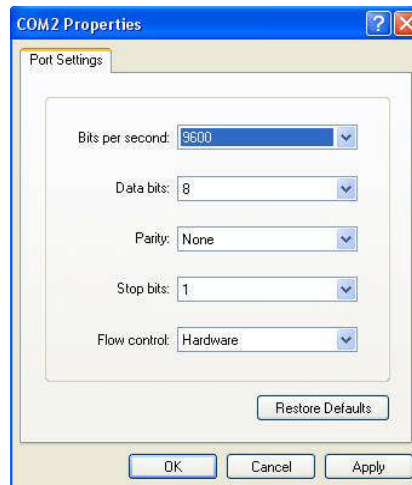 COM2 Properties
Port Settings
Bits per second: 9600
Data bits: 8
Parity: None
Stop bits: 1
Flow control: Hardware
Restore Defaults
OK Cancel Apply